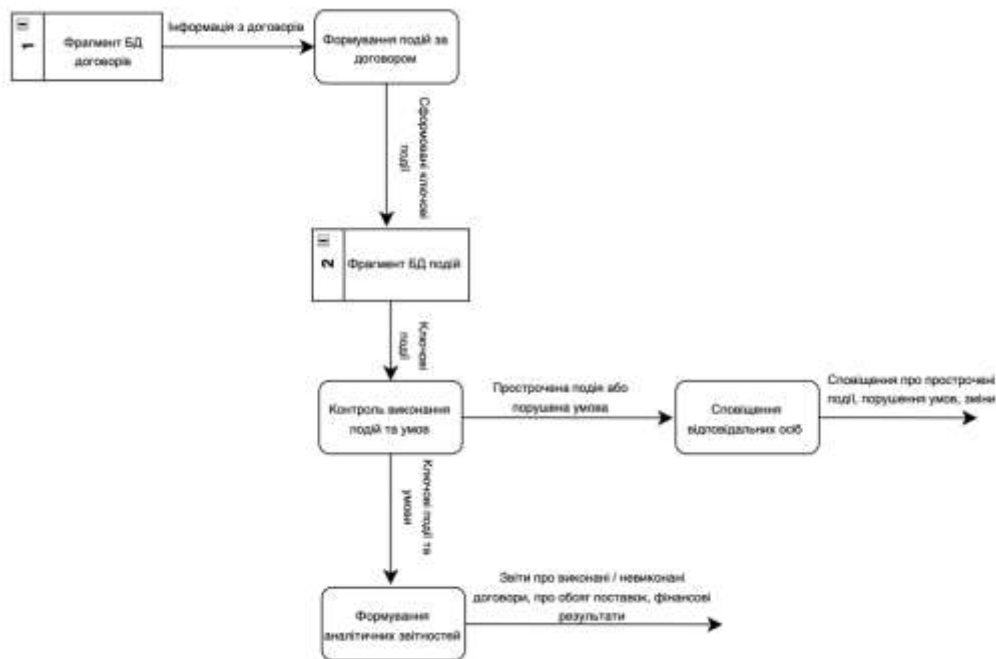 1
Фрагмент БД
договорів
Інформація з договорів
Формування подій за
договором
Сформовані ключові
події
2
Фрагмент БД подій
Ключові
події
Контроль виконання
подій та умов
Прострочена подія або
порушена умова
Сповіщення
відповідальних осіб
Сповіщення про прострочені
події, порушення умов, зміни
Ключові події та
умови
Формування
аналітичних звітностей
Звіти про виконані / невиконані
договори, про обсяг поставок, фінансові
результати